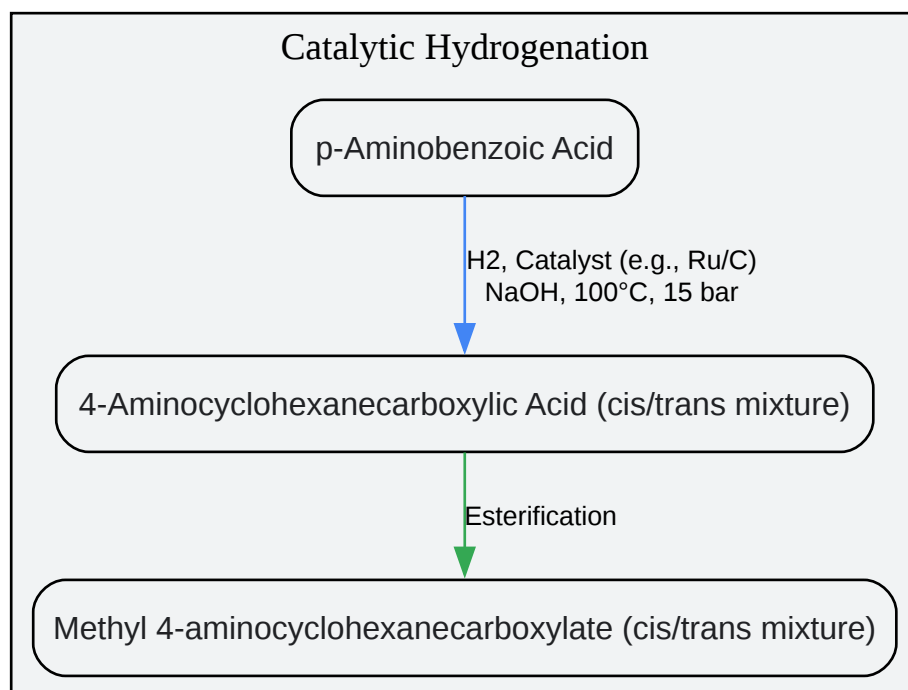 Catalytic Hydrogenation
p-Aminobenzoic Acid
H2, Catalyst (e.g., Ru/C)
NaOH, 100°C, 15 bar
4-Aminocyclohexanecarboxylic Acid (cis/trans mixture)
Esterification
Methyl 4-aminocyclohexanecarboxylate (cis/trans mixture)